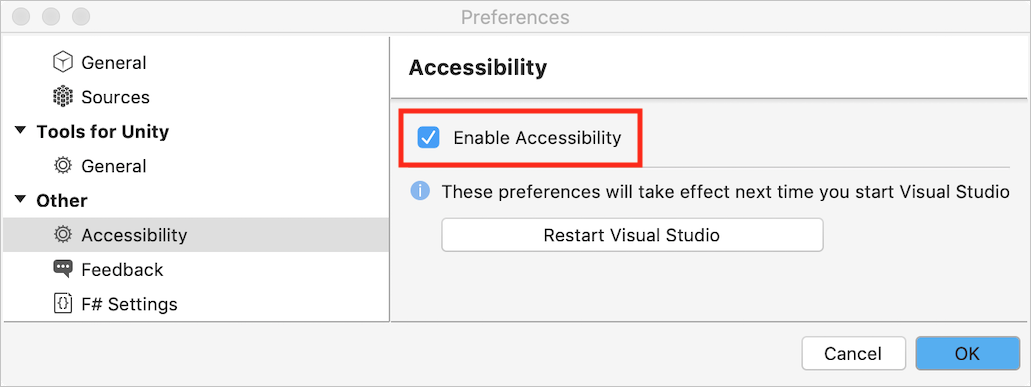 Preferences
General
Sources
Tools for Unity
General
Other
Accessibility
Feedback
F# Settings
Accessibility
Enable Accessibility
These preferences will take effect next time you start Visual Studio
Restart Visual Studio
Cancel
OK